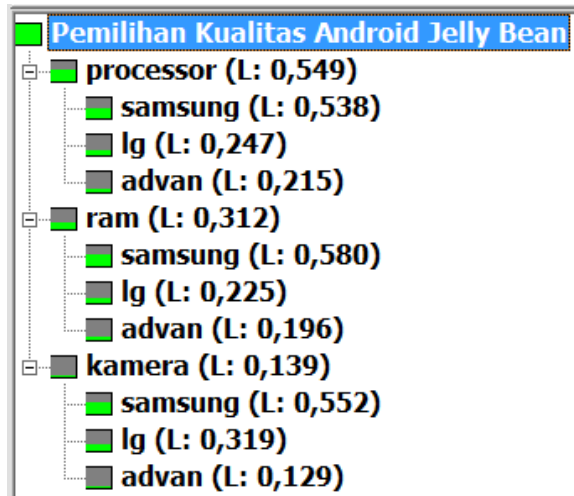 Pemilihan Kualitas Android Jelly Bean
processor (L: 0,549)
samsung (L: 0,538)
lg (L: 0,247)
advan (L: 0,215)
ram (L: 0,312)
samsung (L: 0,580)
lg (L: 0,225)
advan (L: 0,196)
kamera (L: 0,139)
samsung (L: 0,552)
lg (L: 0,319)
advan (L: 0,129)